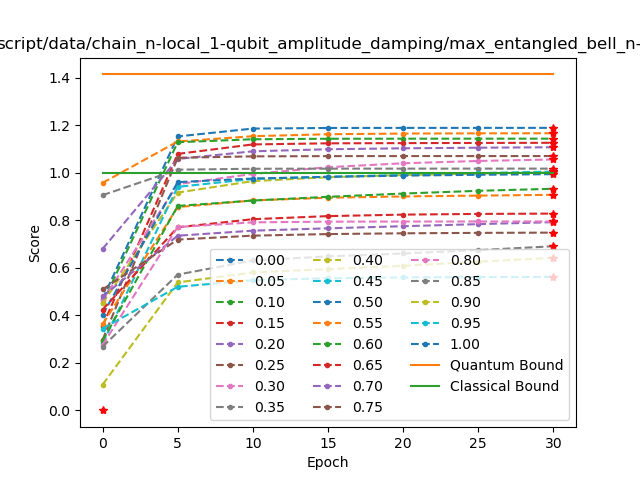 script/data/chain_n-local_1-qubit_amplitude_damping/max_entangled_bell_n-
1.4
1.2
1.0
0.8
0.6
0.4
0.2
0.0
Score
0.00 0.40 0.80
0.05 0.45 0.85
0.10 0.50 0.90
0.15 0.55 0.95
0.20 0.60 1.00
0.25 0.65 Quantum Bound
0.30 0.70 Classical Bound
0.35 0.75
0 5 10 15 20 25 30
Epoch